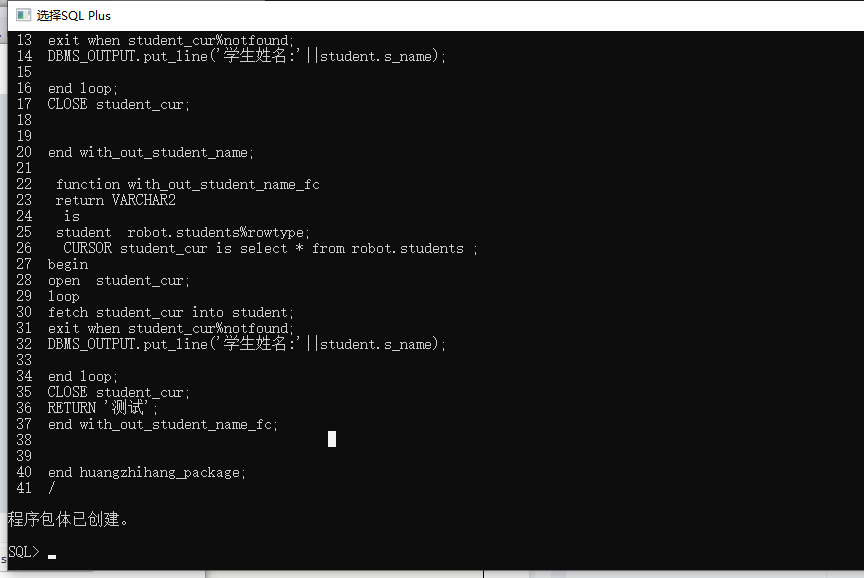 选择SQL Plus
13 exit when student_cur%notfound;
14 DBMS_OUTPUT.put_line('学生姓名:'||student.s_name);
15
16 end loop;
17 CLOSE student_cur;
18
19
20 end with_out_student_name;
21
22 function with_out_student_name_fc
23 return VARCHAR2
24 is
25 student robot.students%rowtype;
26 CURSOR student_cur is select * from robot.students ;
27 begin
28 open student_cur;
29 loop
30 fetch student_cur into student;
31 exit when student_cur%notfound;
32 DBMS_OUTPUT.put_line('学生姓名:'||student.s_name);
33
34 end loop;
35 CLOSE student_cur;
36 RETURN '测试';
37 end with_out_student_name_fc;
38
39
40 end huangzhihang_package;
41 /
程序包体已创建。
SQL>